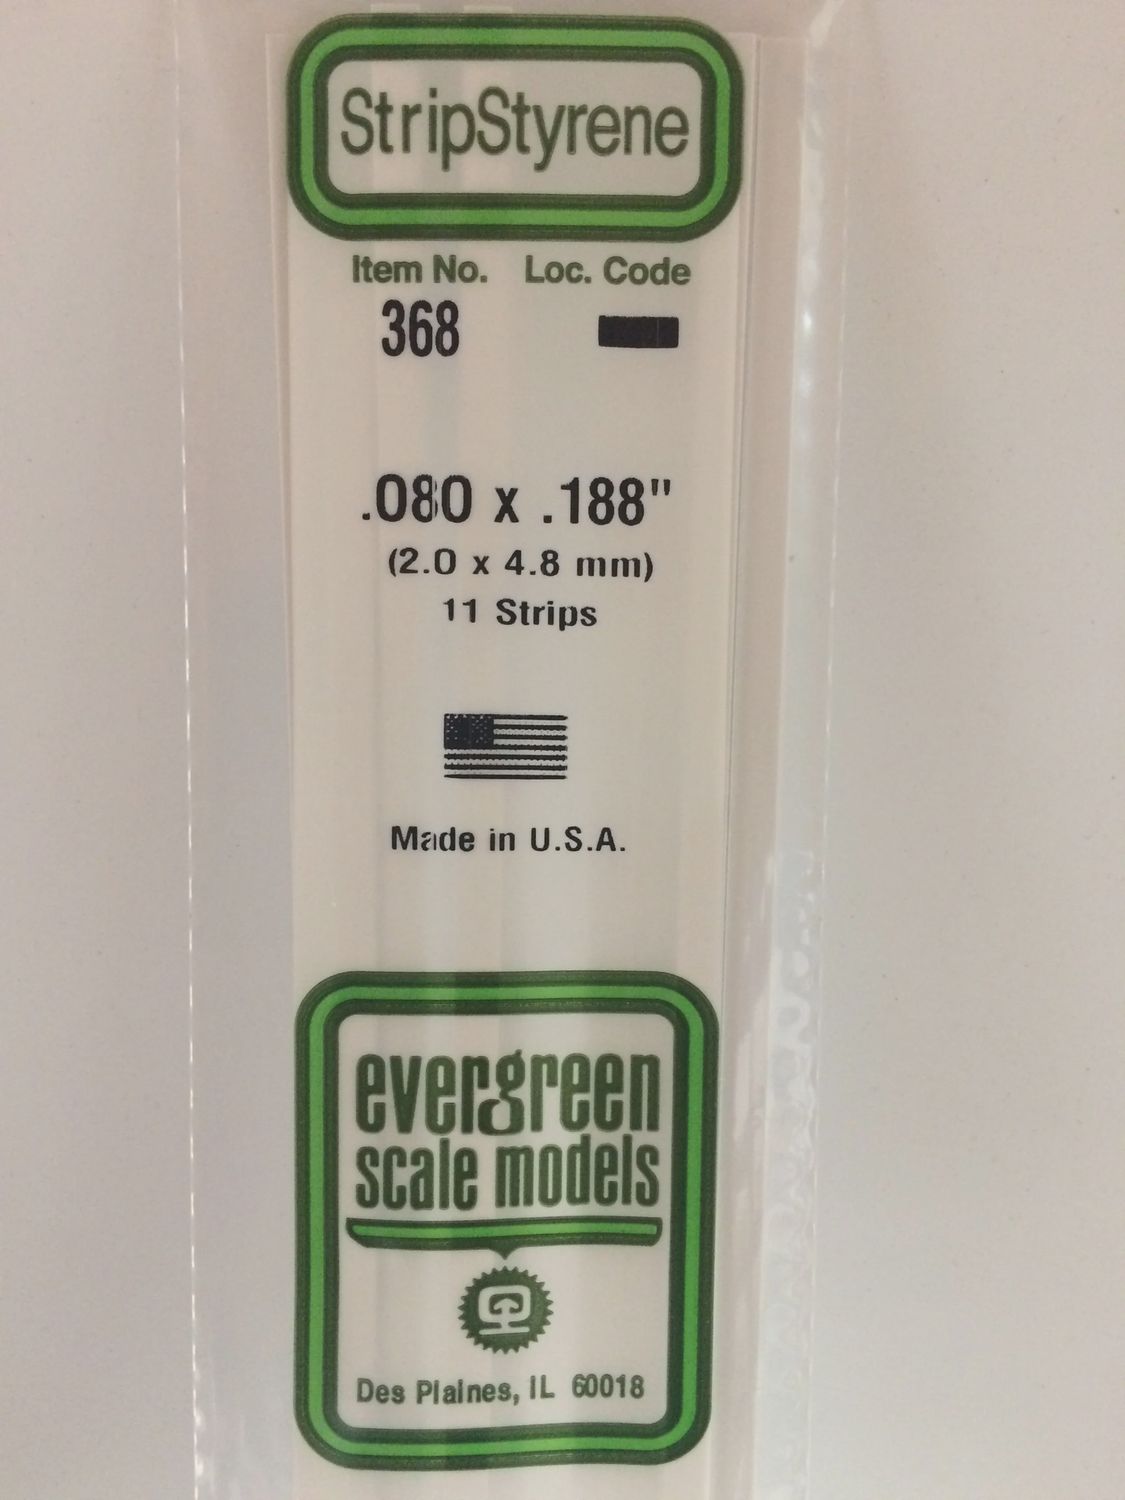 StripStyrene
Item No. Loc. Code
368
.080 x .188"
(2.0 x 4.8 mm)
11 Strips
Made in U.S.A.
evergreen
scale models
Des Plaines, IL 60018